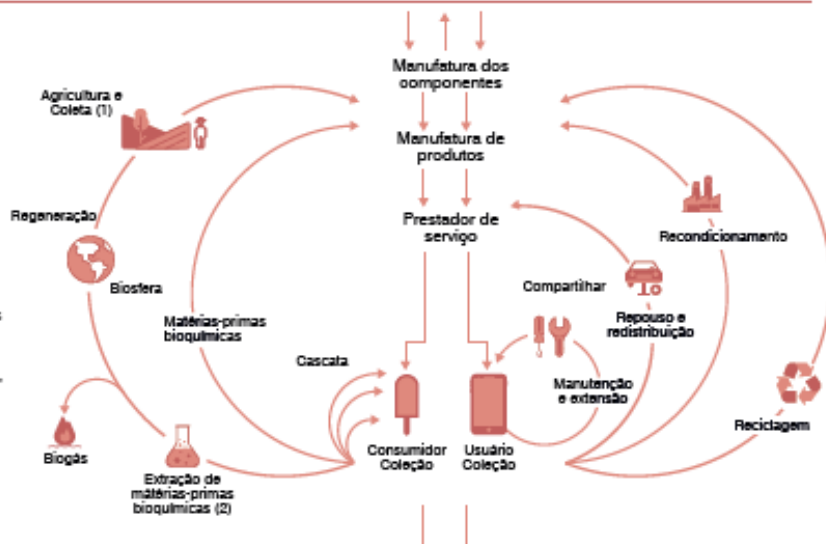 Manufatura dos
componentes
Agricultura e
Coleta (1)
Manufatura de
produtos
Regeneração
Prestador de
serviço
Recondicionamento
Biosfera
Compartilhar
Matérias-primas
bioquímicas
Repouso e
redistribuição
Cascata
Manutenção
e extensão
Reciclagem
Biogás
Consumidor
Coleção
Usuário
Coleção
Extração de
matérias-primas
bioquímicas (2)